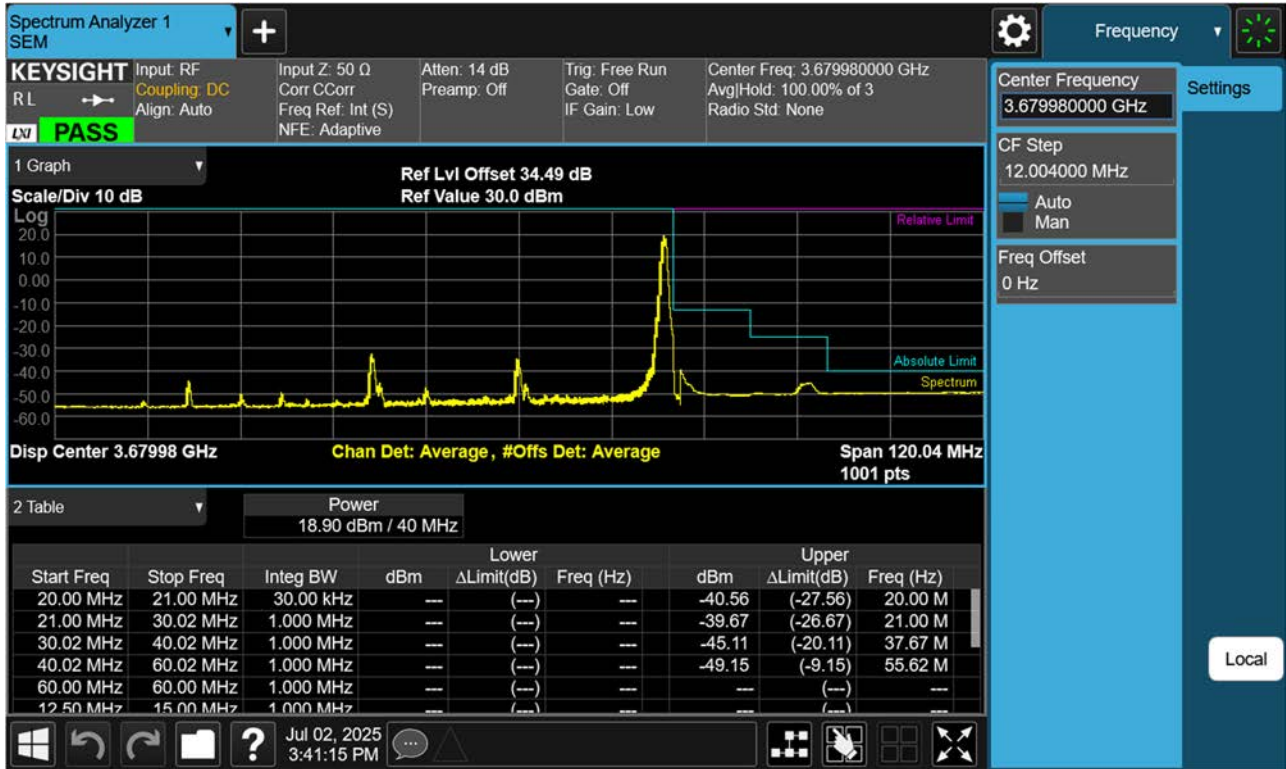 Spectrum Analyzer 1
SEM
+
Frequency
KEYSIGHT
RL
LXI
PASS
Input: RF
Coupling: DC
Align: Auto
Input Z: 50 Ω
Corr CCorr
Freq Ref: Int (S)
NFE: Adaptive
Atten: 14 dB
Preamp: Off
Trig: Free Run
Gate: Off
IF Gain: Low
Center Freq: 3.679980000 GHz
Avg|Hold: 100.00% of 3
Radio Std: None
Center Frequency
3.679980000 GHz
Settings
CF Step
12.004000 MHz
Auto
Man
Freq Offset
0 Hz
Local
1 Graph
Scale/Div 10 dB
Ref Lvl Offset 34.49 dB
Ref Value 30.0 dBm
Log
Relative Limit
20.0
10.0
0.00
-10.0
-20.0
-30.0
-40.0
-50.0
-60.0
Absolute Limit
Spectrum
Disp Center 3.67998 GHz
Chan Det: Average, #Offs Det: Average
Span 120.04 MHz
1001 pts
2 Table
Power
18.90 dBm / 40 MHz
Lower Upper
Start Freq Stop Freq Integ BW dBm ΔLimit(dB) Freq (Hz) dBm ΔLimit(dB) Freq (Hz)
20.00 MHz 21.00 MHz 30.00 kHz --- (---) --- -40.56 (-27.56) 20.00 M
21.00 MHz 30.02 MHz 1.000 MHz --- (---) --- -39.67 (-26.67) 21.00 M
30.02 MHz 40.02 MHz 1.000 MHz --- (---) --- -45.11 (-20.11) 37.67 M
40.02 MHz 60.02 MHz 1.000 MHz --- (---) --- -49.15 (-9.15) 55.62 M
60.00 MHz 60.00 MHz 1.000 MHz --- (---) --- --- (---) ---
12.50 MHz 15.00 MHz 1.000 MHz --- (---) --- --- (---) ---
?
Jul 02, 2025
3:41:15 PM